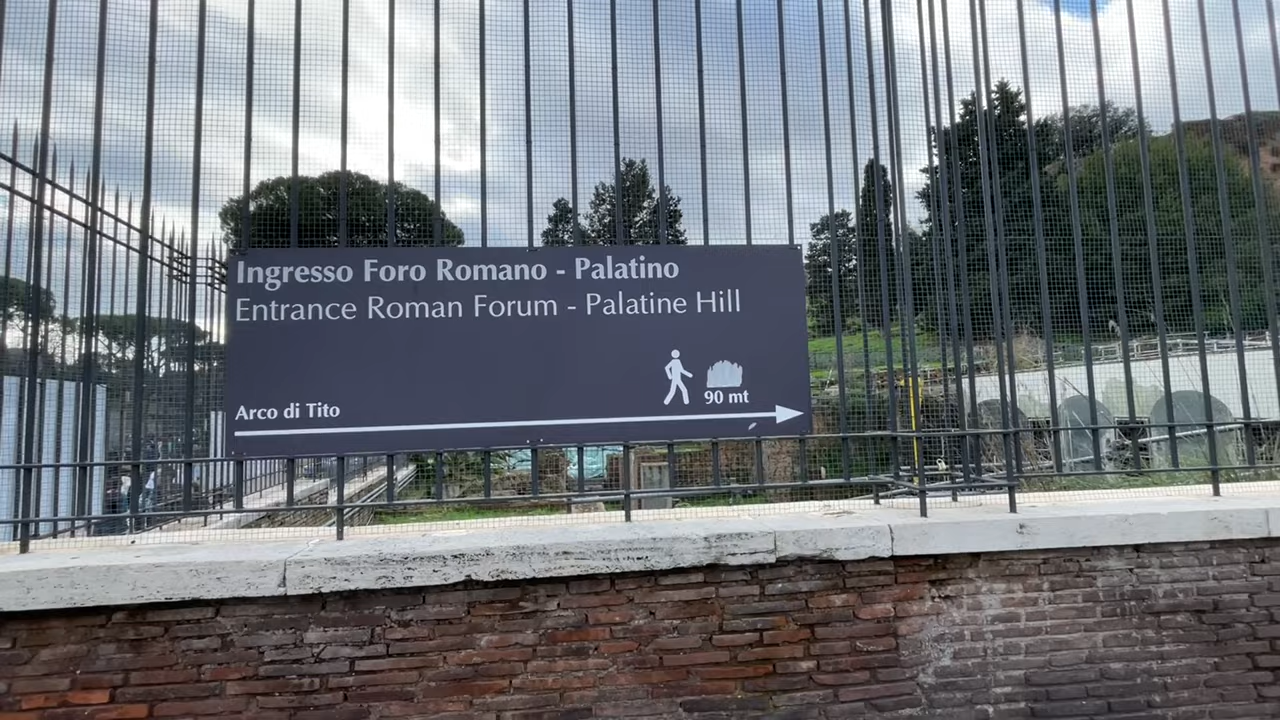 Ingresso Foro Romano - Palatino
Entrance Roman Forum - Palatine Hill
90 mt
Arco di Tito